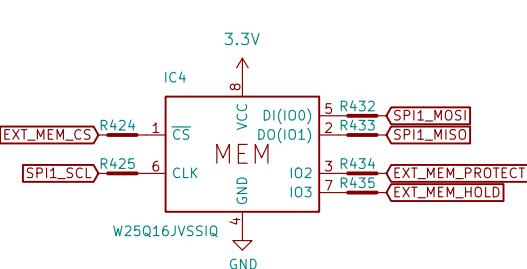 3.3V
IC4
8
VCC
DI(IO0) 5 R432 SPI1_MOSI
EXT_MEM_CS R424 1 CS DO(IO1) 2 R433 SPI1_MISO
MEM
SPI1_SCL R425 6 CLK IO2 3 R434 EXT_MEM_PROTECT
GND IO3 7 R435 EXT_MEM_HOLD
4
W25Q16JVSSIQ
GND